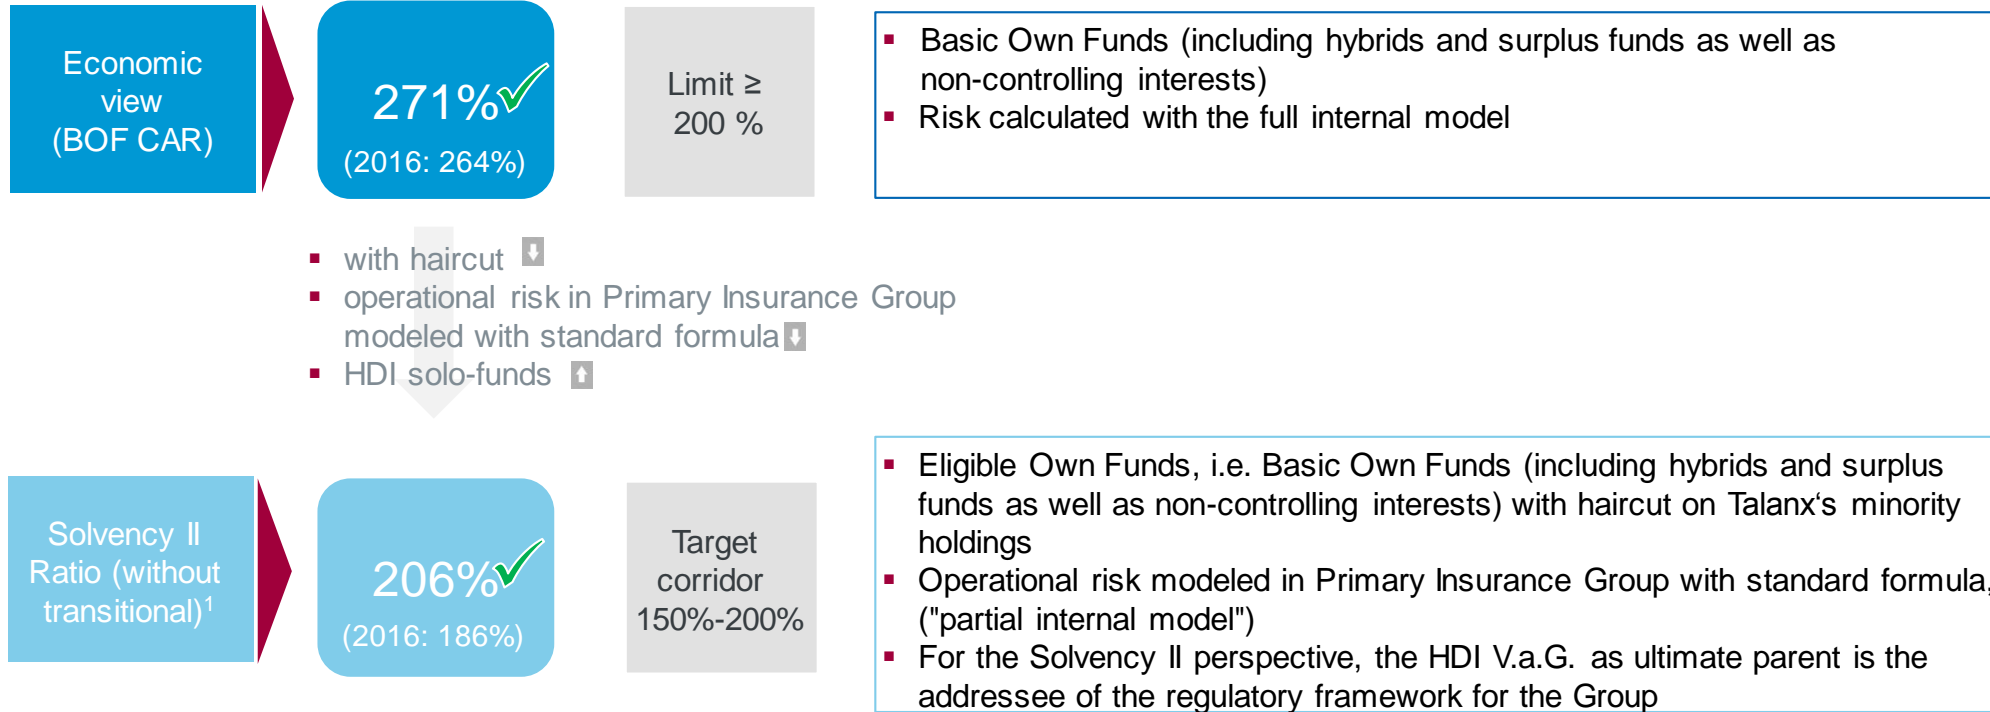 Economic
view
(BOF CAR)
271%
(2016: 264%)
Limit ≥
200 %
▪ Basic Own Funds (including hybrids and surplus funds as well as
non-controlling interests)
▪ Risk calculated with the full internal model
▪ with haircut
▪ operational risk in Primary Insurance Group
modeled with standard formula
▪ HDI solo-funds
Solvency II
Ratio (without
transitional)¹
206%
(2016: 186%)
Target
corridor
150%-200%
▪ Eligible Own Funds, i.e. Basic Own Funds (including hybrids and surplus
funds as well as non-controlling interests) with haircut on Talanx‘s minority
holdings
▪ Operational risk modeled in Primary Insurance Group with standard formula,
("partial internal model")
▪ For the Solvency II perspective, the HDI V.a.G. as ultimate parent is the
addressee of the regulatory framework for the Group